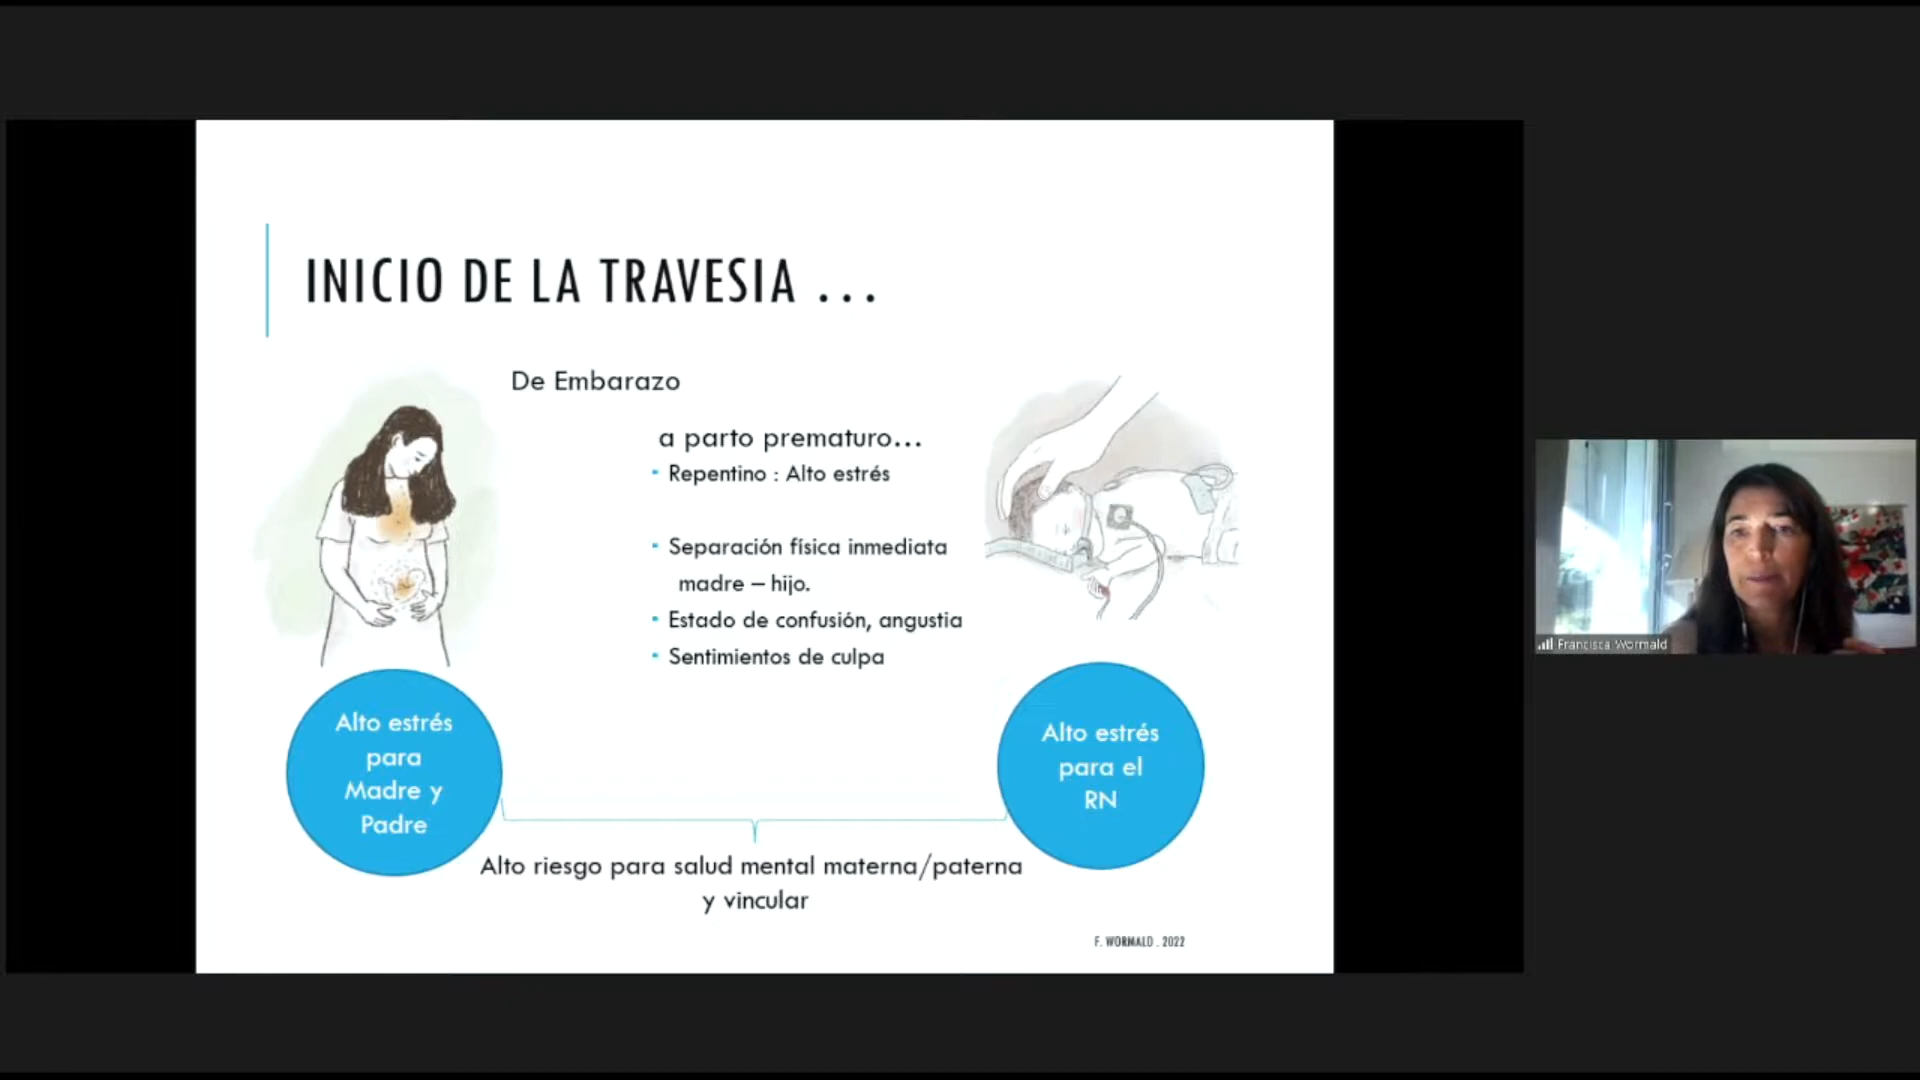 INICIO DE LA TRAVESIA ...
De Embarazo
a parto prematuro...
Repentino : Alto estrés
Separación física inmediata
madre – hijo.
Estado de confusión, angustia
Sentimientos de culpa
Alto estrés
para
Madre y
Padre
Alto estrés
para el
RN
Alto riesgo para salud mental materna/paterna
y vincular
F. WORMALD . 2022
Francisca Wormald